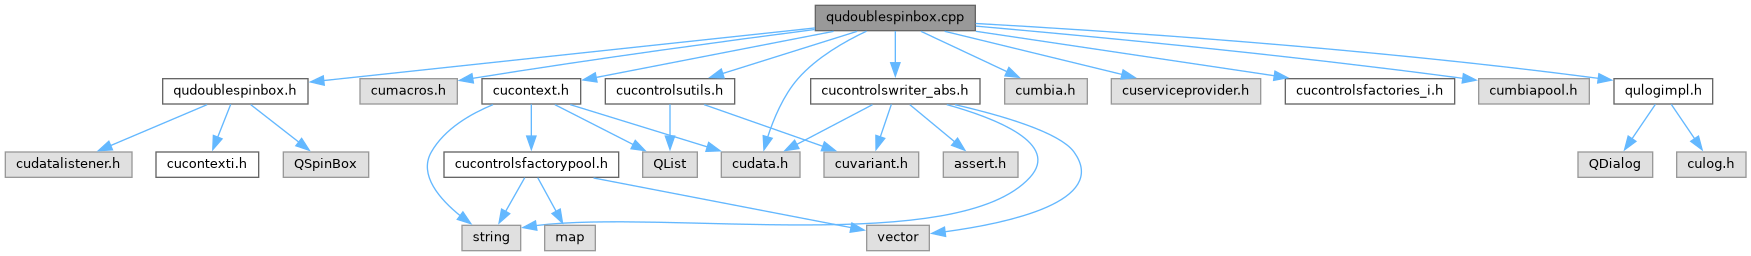 qudoublespinbox.cpp
qudoublespinbox.h
cumacros.h
cucontext.h
cucontrolsutils.h
cucontrolswriter_abs.h
cumbia.h
cuserviceprovider.h
cucontrolsfactories_i.h
cumbiapool.h
qulogimpl.h
cudatalistener.h
cucontexti.h
QSpinBox
cucontrolsfactorypool.h
QList
cudata.h
cuvariant.h
assert.h
QDialog
culog.h
string
map
vector